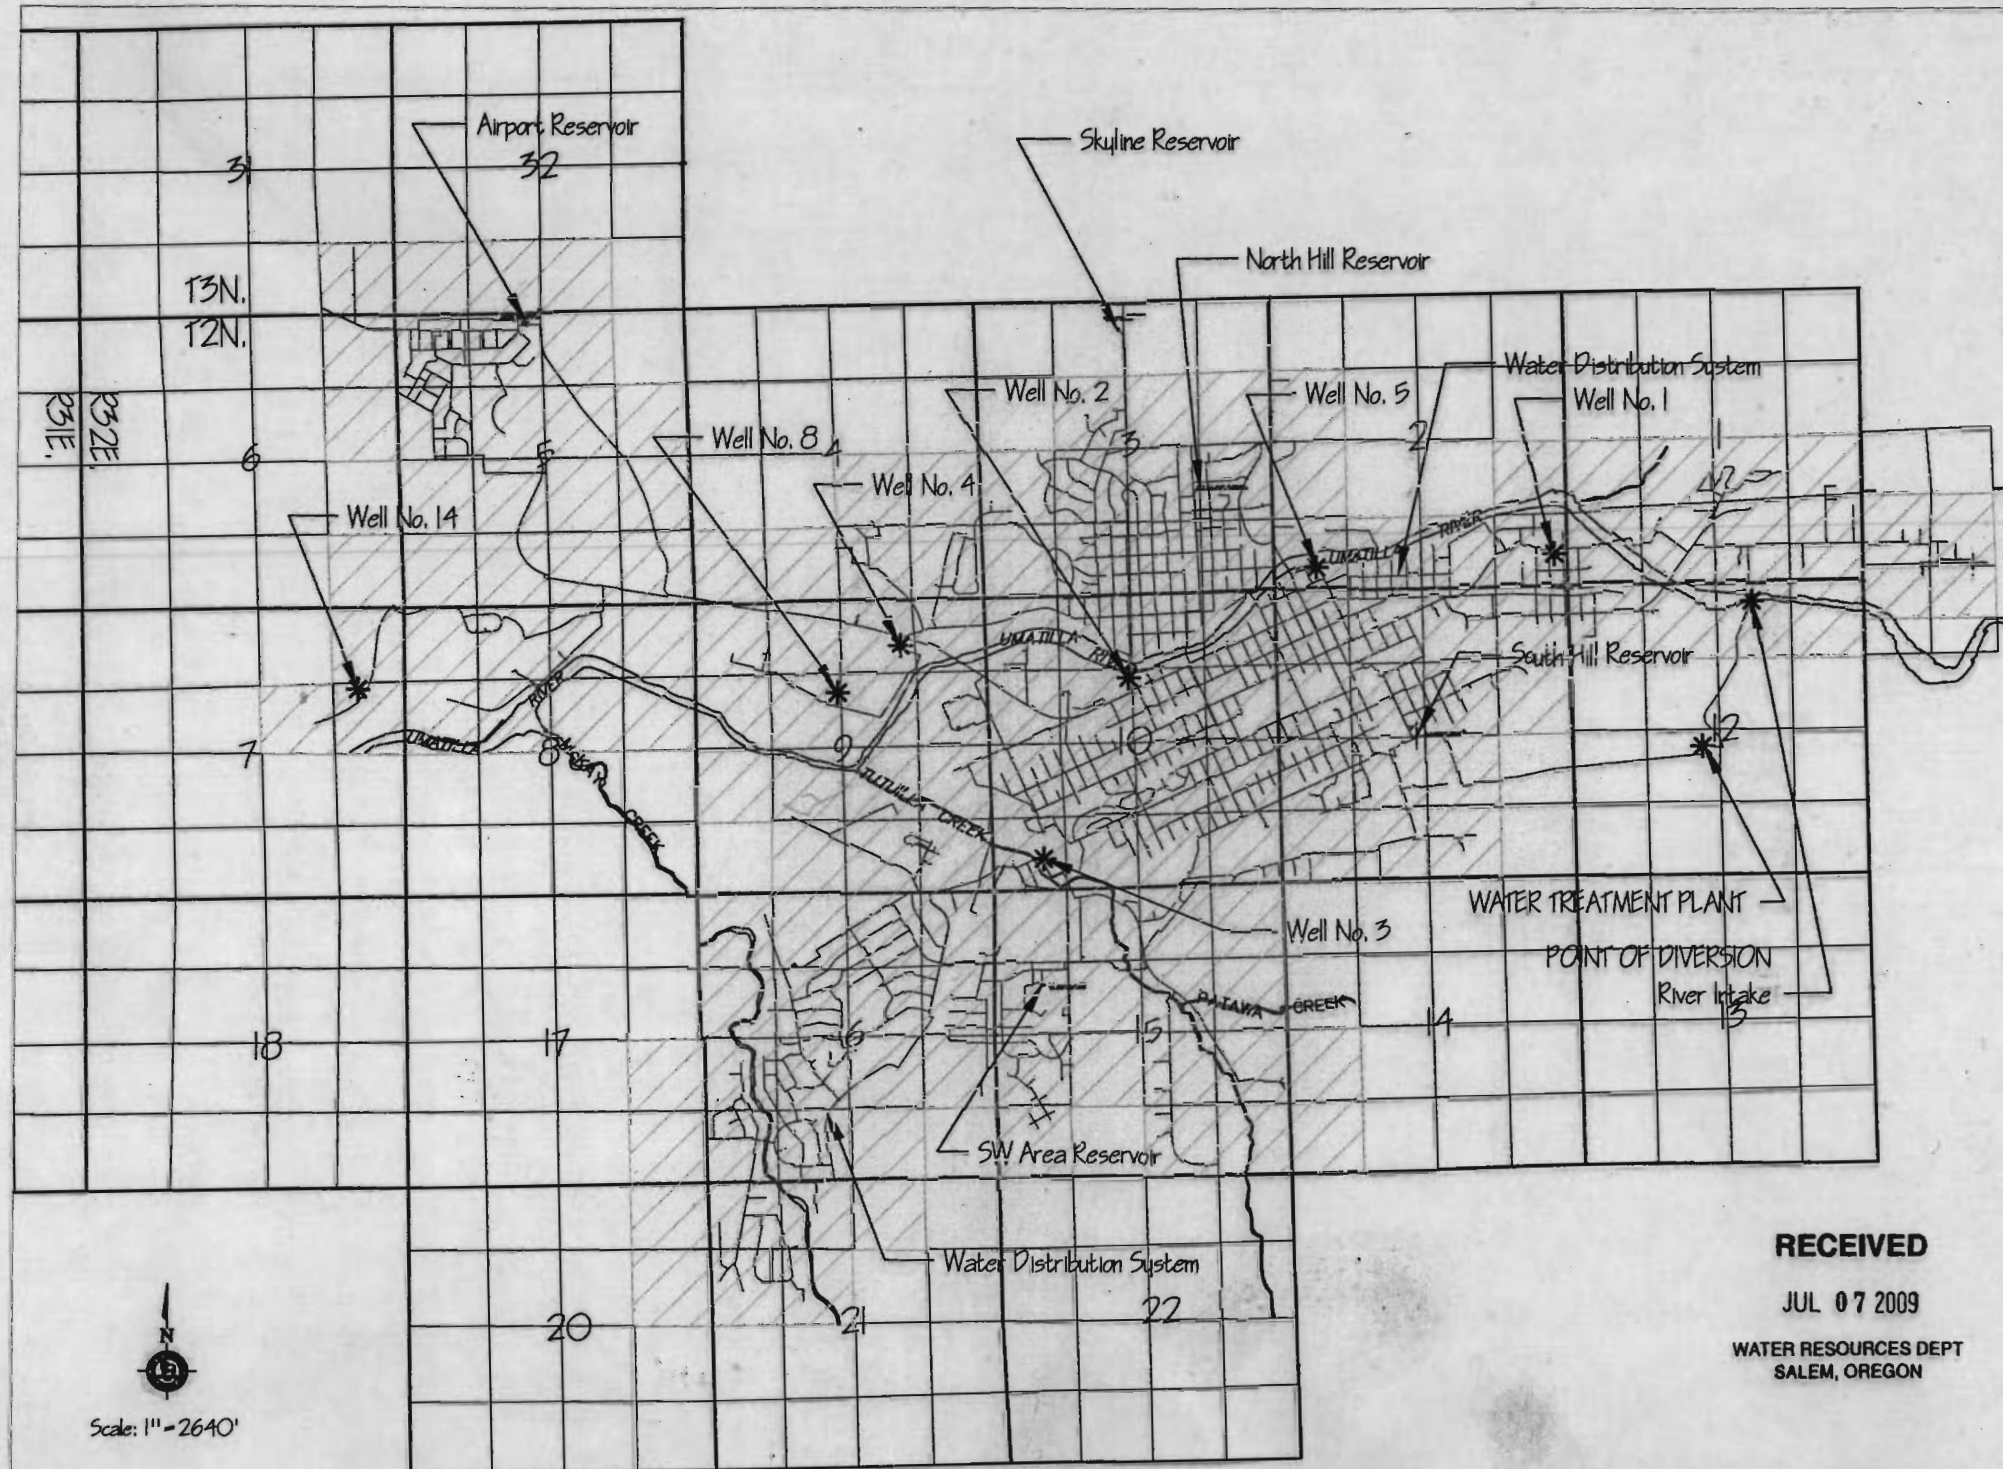 Airport Reservoir
Skyline Reservoir
31
32
North Hill Reservoir
T3N.
T2N.
R31E.
R32E.
Water Distribution System
Well No. 2
Well No. 5
Well No. 1
Well No. 8
6
5
4
3
2
Well No. 4
Well No. 14
UMATILLA RIVER
UMATILLA RIVER
South Hill Reservoir
UMATILLA RIVER
7
8
9
10
12
CREEK
TUTUILLA CREEK
WATER TREATMENT PLANT
Well No. 3
POINT OF DIVERSION
River Intake
PATAWA CREEK
18
17
16
15
14
13
SW Area Reservoir
Water Distribution System
20
21
22
N
Scale: 1"=2640'
RECEIVED
JUL 07 2009
WATER RESOURCES DEPT
SALEM, OREGON